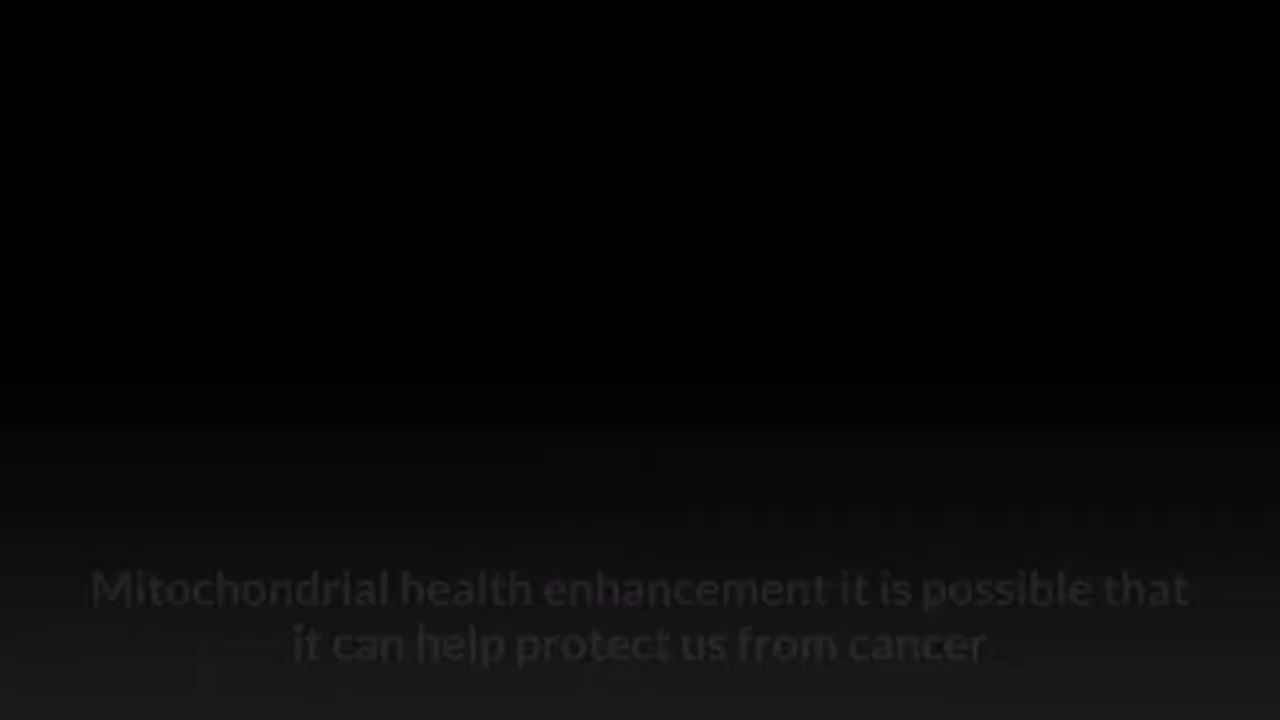 Mitochondrial health enhancement it is possible that
it can help protect us from cancer